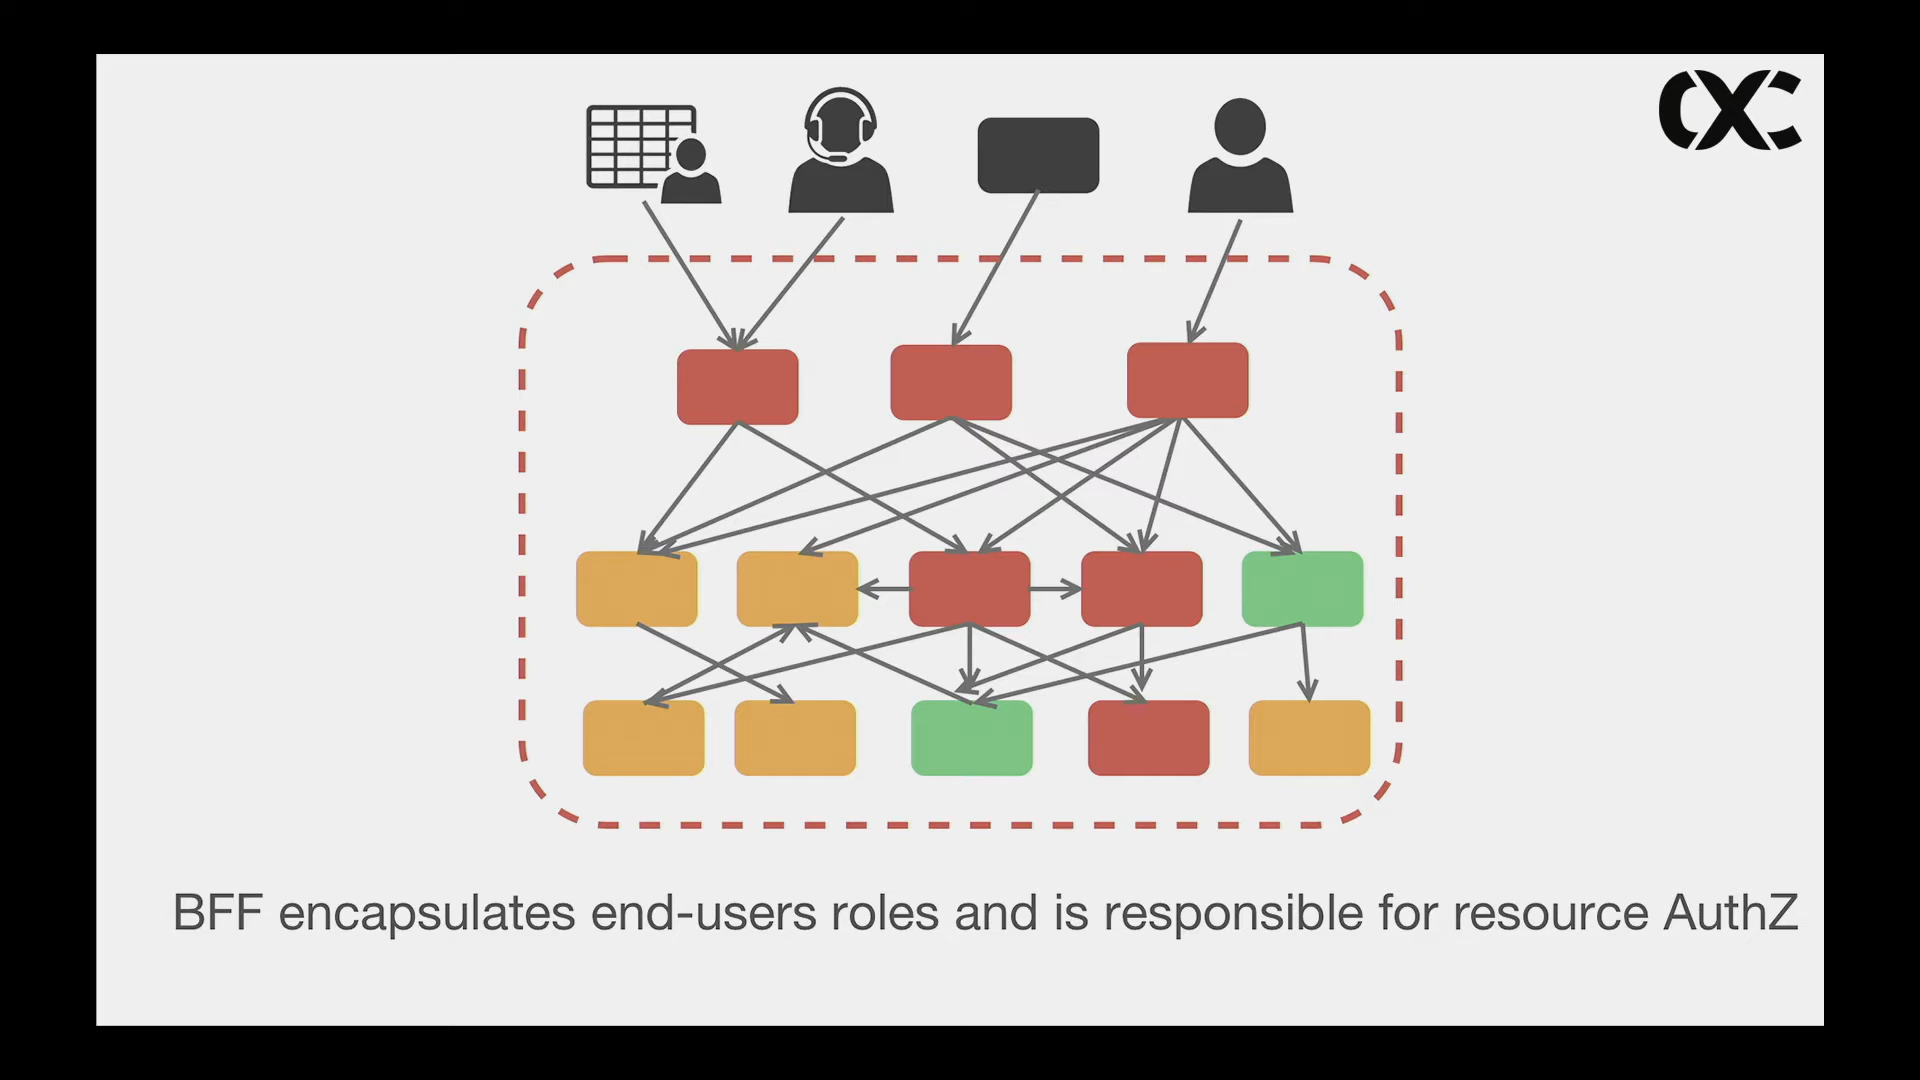 BFF encapsulates end-users roles and is responsible for resource AuthZ